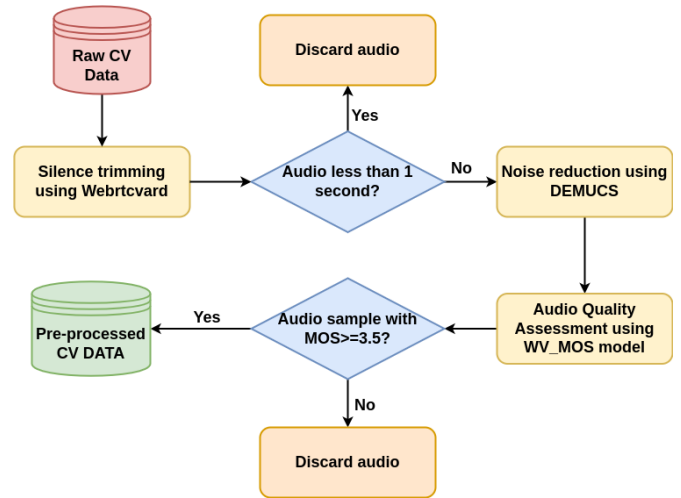 Raw CV
Data
Discard audio
Yes
Silence trimming
using Webrtcvard
Audio less than 1
second?
No
Noise reduction using
DEMUCS
Pre-processed
CV DATA
Yes
Audio sample with
MOS>=3.5?
Audio Quality
Assessment using
WV_MOS model
No
Discard audio